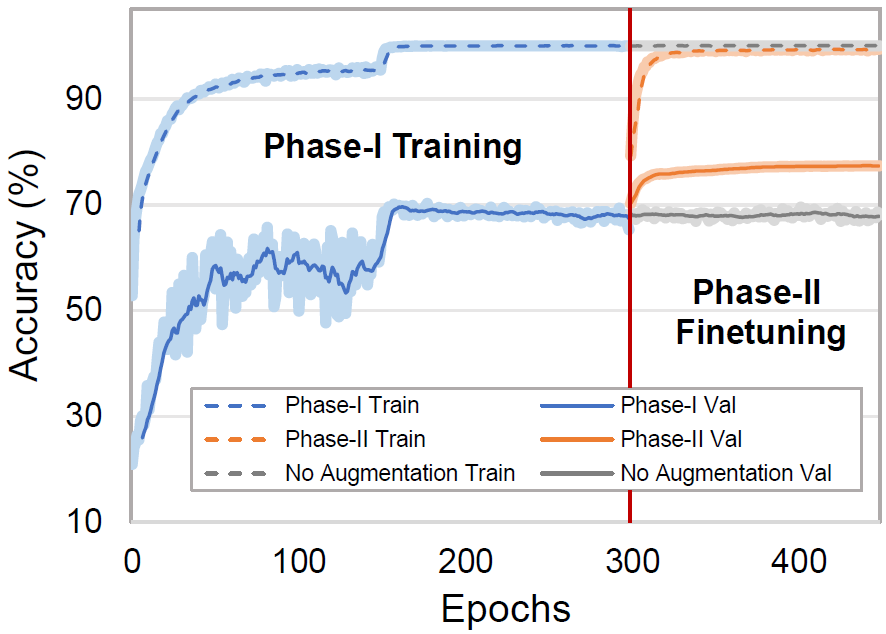 90
70
50
30
10
Accuracy (%)
Phase-I Training
Phase-II
Finetuning
Phase-I Train
Phase-I Val
Phase-II Train
Phase-II Val
No Augmentation Train
No Augmentation Val
0
100
200
300
400
Epochs